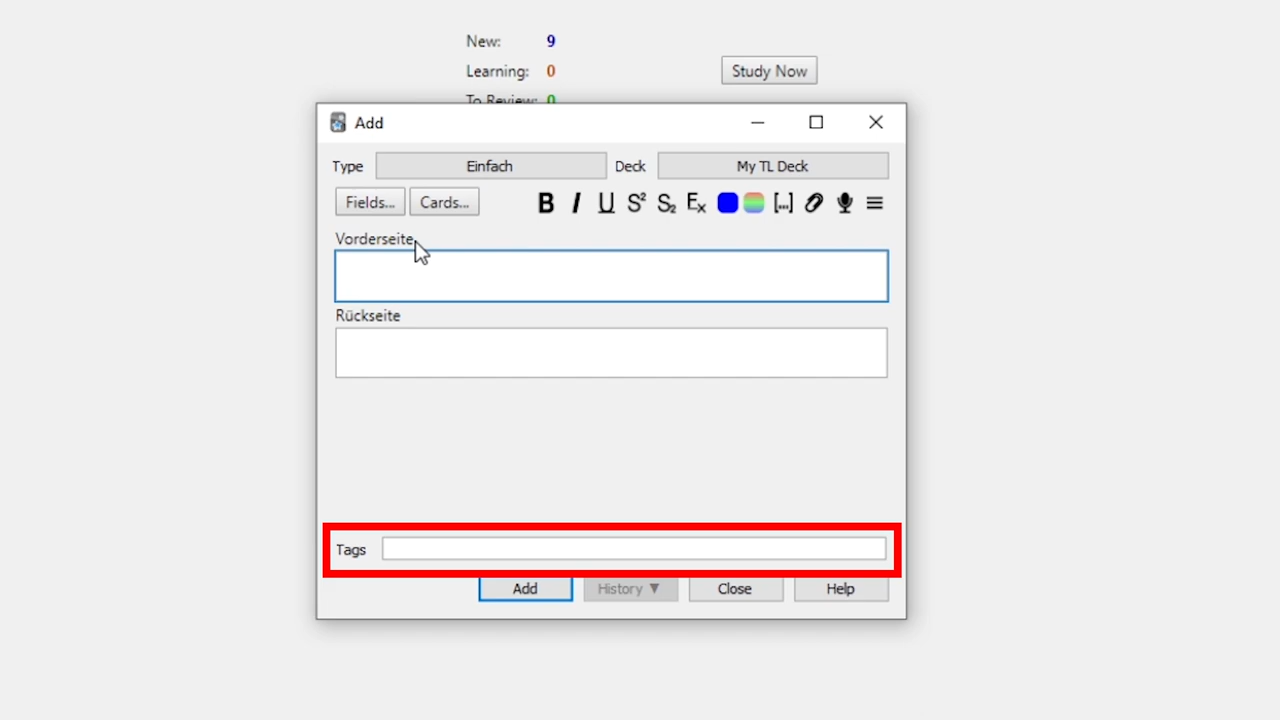 New: 9
Learning: 0 Study Now
To Review: 0
Add
Type Einfach Deck My TL Deck
Fields... Cards... B I U S² S₂ Eₓ [...]
Vorderseite
Rückseite
Tags
Add History ▼ Close Help